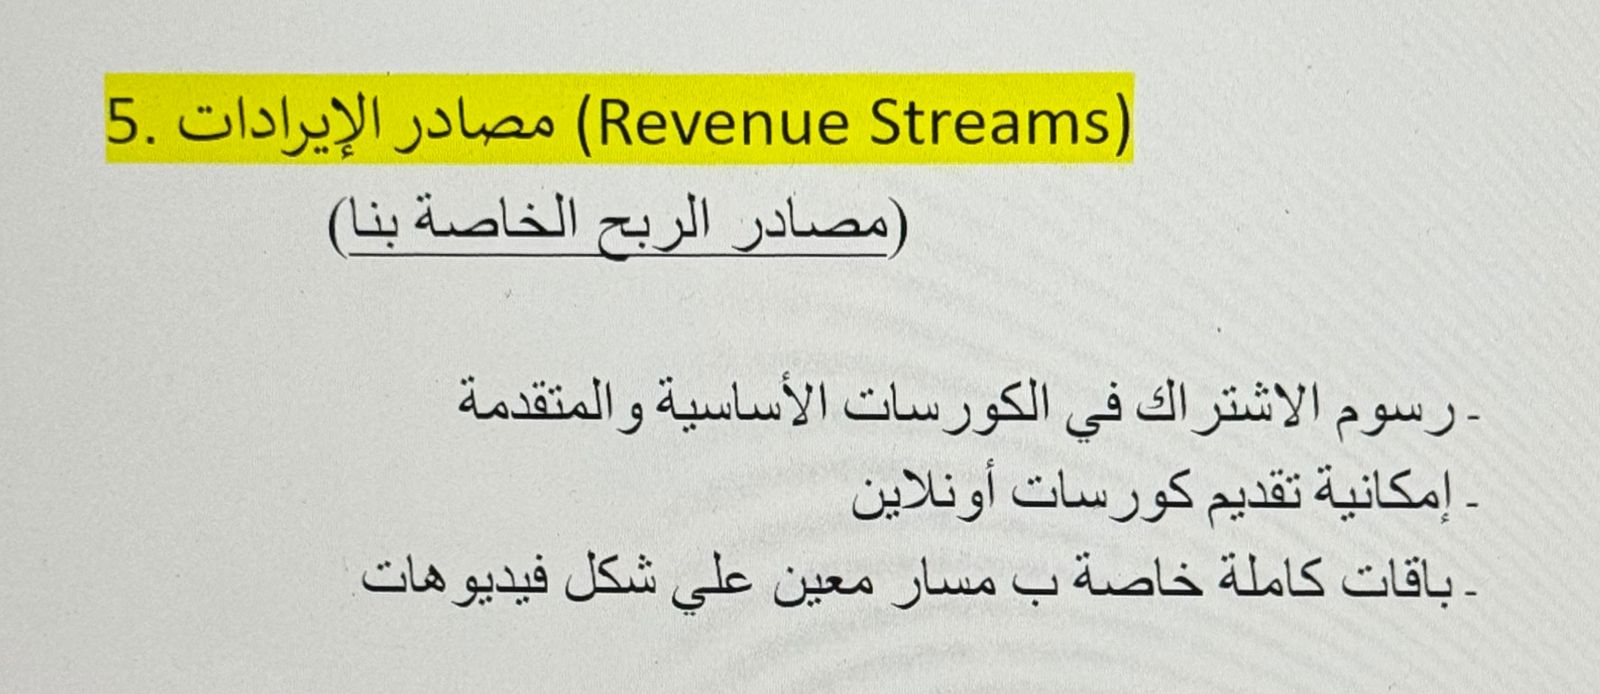 5. مصادر الإيرادات (Revenue Streams)
(مصادر الربح الخاصة بنا)
- رسوم الاشتراك في الكورسات الأساسية والمتقدمة
- إمكانية تقديم كورسات أونلاين
- باقات كاملة خاصة ب مسار معين علي شكل فيديوهات